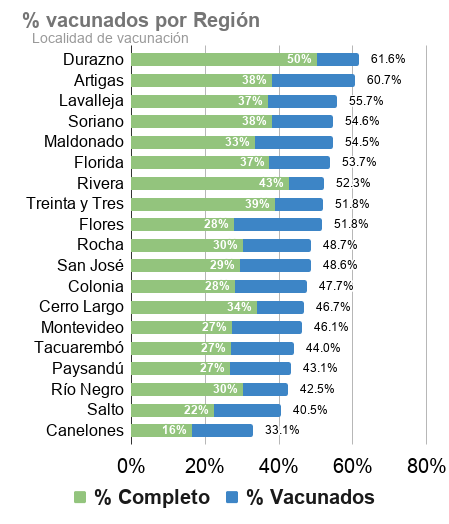 % vacunados por Región
Localidad de vacunación
Durazno 50% 61.6%
Artigas 38% 60.7%
Lavalleja 37% 55.7%
Soriano 38% 54.6%
Maldonado 33% 54.5%
Florida 37% 53.7%
Rivera 43% 52.3%
Treinta y Tres 39% 51.8%
Flores 28% 51.8%
Rocha 30% 48.7%
San José 29% 48.6%
Colonia 28% 47.7%
Cerro Largo 34% 46.7%
Montevideo 27% 46.1%
Tacuarembó 27% 44.0%
Paysandú 27% 43.1%
Río Negro 30% 42.5%
Salto 22% 40.5%
Canelones 16% 33.1%
0% 20% 40% 60% 80%
% Completo % Vacunados